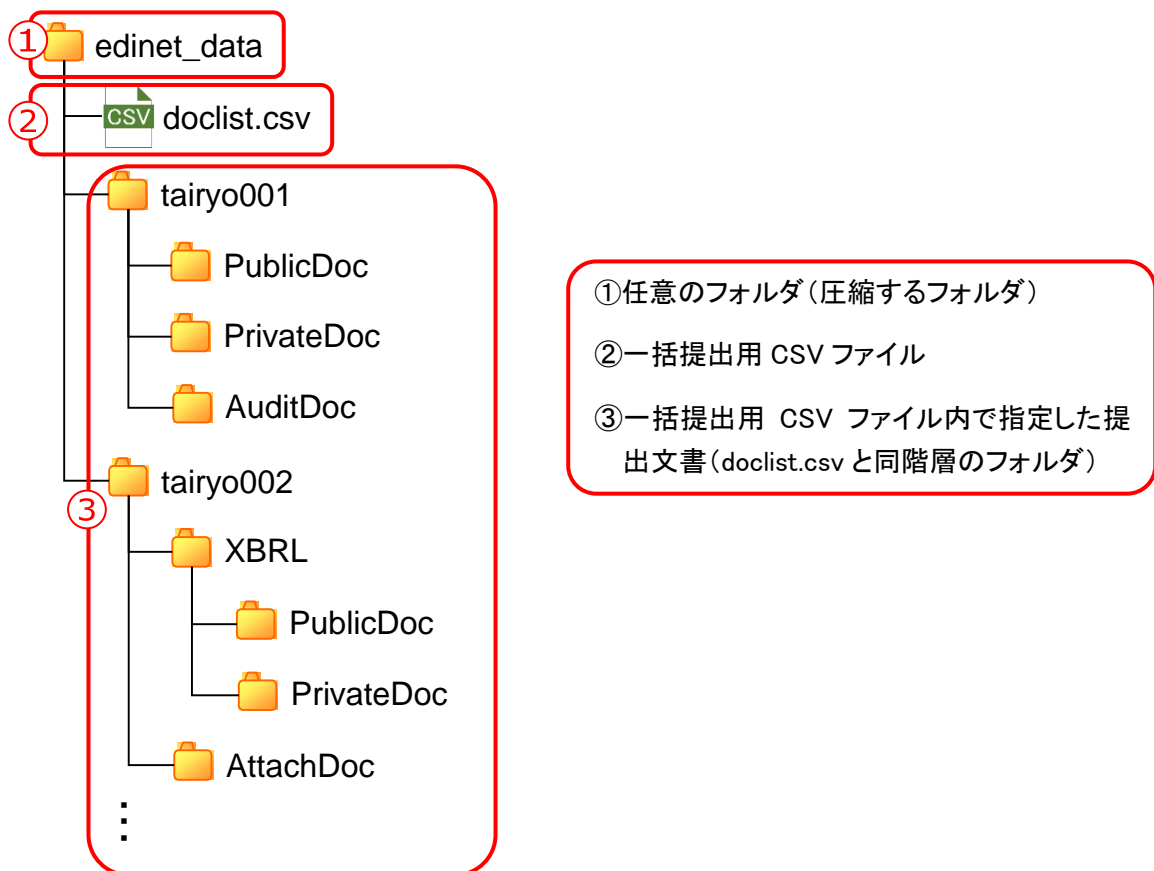 ① edinet_data
② CSV doclist.csv
tairyo001
PublicDoc
PrivateDoc
AuditDoc
tairyo002
③
XBRL
PublicDoc
PrivateDoc
AttachDoc
⋮
①任意のフォルダ（圧縮するフォルダ）
②一括提出用 CSV ファイル
③一括提出用 CSV ファイル内で指定した提
出文書（doclist.csv と同階層のフォルダ）